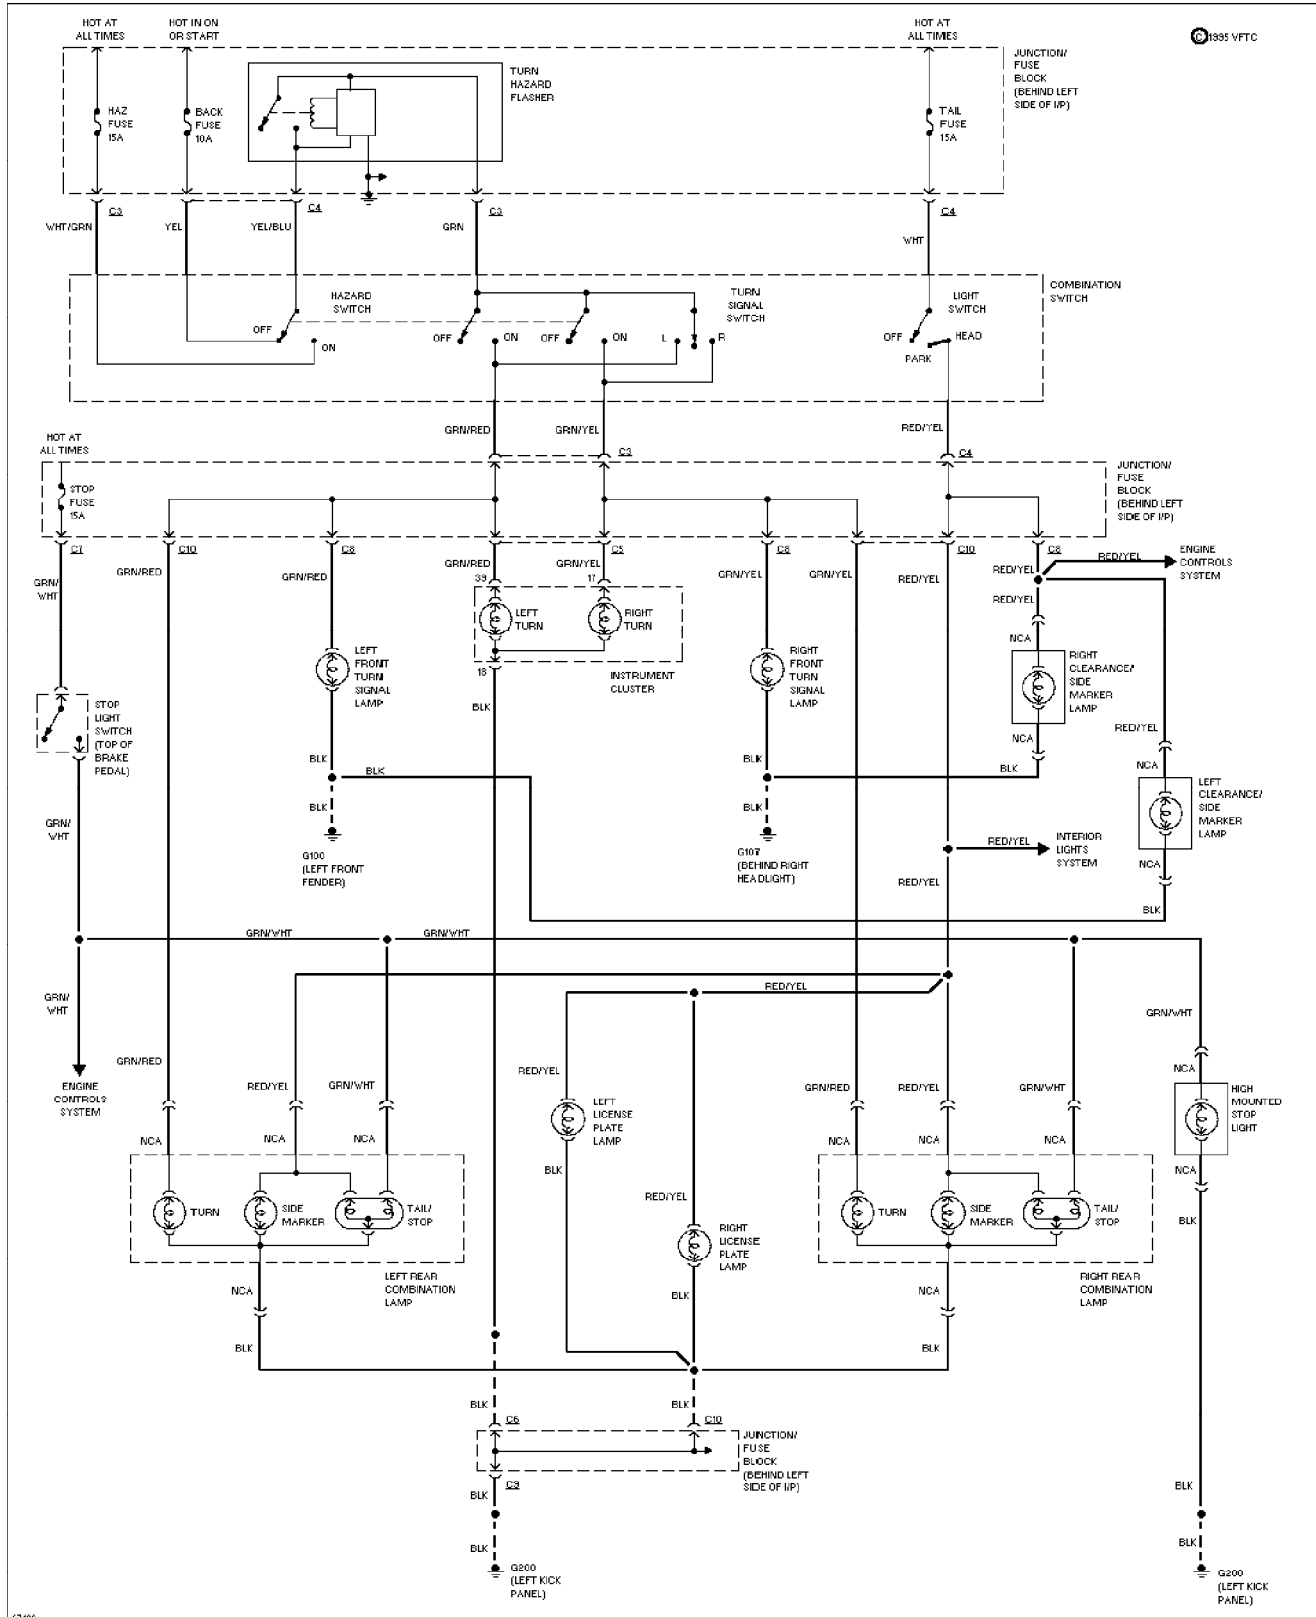 HOT AT
ALL TIMES
HOT IN ON
OR START
HOT AT
ALL TIMES
© 1995 VFTC
JUNCTION/
FUSE
BLOCK
(BEHIND LEFT
SIDE OF I/P)
TURN
HAZARD
FLASHER
HAZ
FUSE
15A
BACK
FUSE
10A
TAIL
FUSE
15A
C3
C4
C3
C4
WHT/GRN
YEL
YEL/BLU
GRN
WHT
HAZARD
SWITCH
TURN
SIGNAL
SWITCH
LIGHT
SWITCH
COMBINATION
SWITCH
OFF
ON
OFF
ON
OFF
ON
L
R
OFF
PARK
HEAD
GRN/RED
GRN/YEL
RED/YEL
HOT AT
ALL TIMES
C3
C4
JUNCTION/
FUSE
BLOCK
(BEHIND LEFT
SIDE OF I/P)
STOP
FUSE
15A
C7
C10
C8
C5
C8
C10
C8
GRN/
WHT
GRN/RED
GRN/RED
GRN/RED
GRN/YEL
GRN/YEL
GRN/YEL
RED/YEL
RED/YEL
RED/YEL
ENGINE
CONTROLS
SYSTEM
39
17
RED/YEL
LEFT
TURN
RIGHT
TURN
18
INSTRUMENT
CLUSTER
BLK
LEFT
FRONT
TURN
SIGNAL
LAMP
RIGHT
FRONT
TURN
SIGNAL
LAMP
NCA
RIGHT
CLEARANCE/
SIDE
MARKER
LAMP
NCA
STOP
LIGHT
SWITCH
(TOP OF
BRAKE
PEDAL)
RED/YEL
BLK
BLK
BLK
BLK
NCA
LEFT
CLEARANCE/
SIDE
MARKER
LAMP
NCA
BLK
BLK
BLK
GRN/
WHT
G100
(LEFT FRONT
FENDER)
G107
(BEHIND RIGHT
HEADLIGHT)
RED/YEL
INTERIOR
LIGHTS
SYSTEM
RED/YEL
GRN/WHT
GRN/WHT
GRN/
WHT
RED/YEL
GRN/WHT
GRN/RED
ENGINE
CONTROLS
SYSTEM
RED/YEL
GRN/WHT
RED/YEL
GRN/RED
RED/YEL
GRN/WHT
NCA
HIGH
MOUNTED
STOP
LIGHT
NCA
NCA
NCA
NCA
LEFT
LICENSE
PLATE
LAMP
BLK
NCA
NCA
NCA
TURN
SIDE
MARKER
TAIL/
STOP
RED/YEL
TURN
SIDE
MARKER
TAIL/
STOP
BLK
RIGHT
LICENSE
PLATE
LAMP
BLK
LEFT REAR
COMBINATION
LAMP
NCA
BLK
RIGHT REAR
COMBINATION
LAMP
NCA
BLK
BLK
C6
BLK
C10
JUNCTION/
FUSE
BLOCK
(BEHIND LEFT
SIDE OF I/P)
C9
BLK
BLK
G200
(LEFT KICK
PANEL)
BLK
BLK
G200
(LEFT KICK
PANEL)